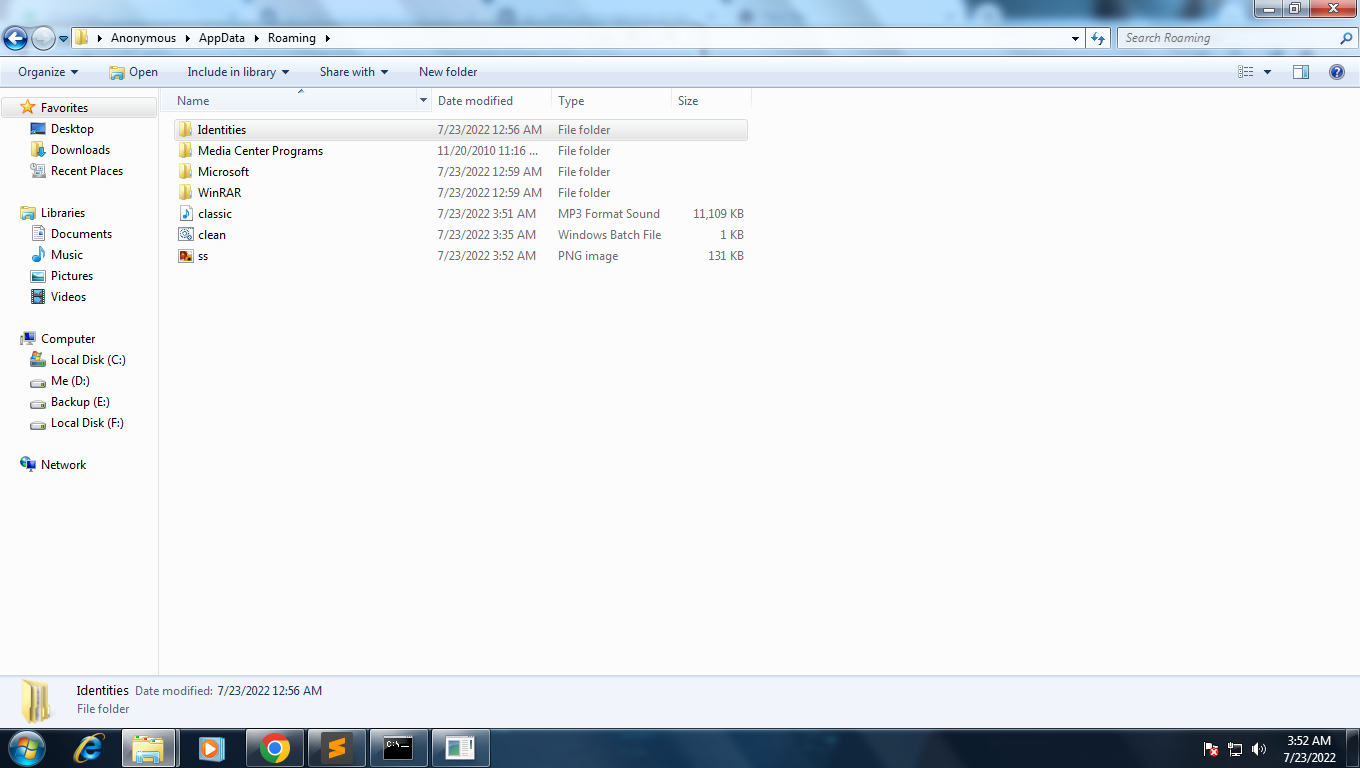 Anonymous AppData Roaming
Search Roaming
Organize Open Include in library Share with New folder
Name Date modified Type Size
Favorites
Desktop
Downloads
Recent Places
Libraries
Documents
Music
Pictures
Videos
Computer
Local Disk (C:)
Me (D:)
Backup (E:)
Local Disk (F:)
Network
Identities 7/23/2022 12:56 AM File folder
Media Center Programs 11/20/2010 11:16 ... File folder
Microsoft 7/23/2022 12:59 AM File folder
WinRAR 7/23/2022 12:59 AM File folder
classic 7/23/2022 3:51 AM MP3 Format Sound 11,109 KB
clean 7/23/2022 3:35 AM Windows Batch File 1 KB
ss 7/23/2022 3:52 AM PNG image 131 KB
Identities Date modified: 7/23/2022 12:56 AM
File folder
C:\_
3:52 AM
7/23/2022